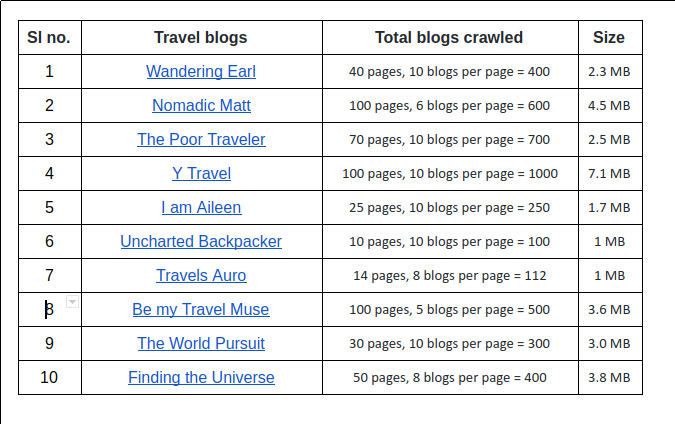 Sl no. Travel blogs Total blogs crawled Size
1 Wandering Earl 40 pages, 10 blogs per page = 400 2.3 MB
2 Nomadic Matt 100 pages, 6 blogs per page = 600 4.5 MB
3 The Poor Traveler 70 pages, 10 blogs per page = 700 2.5 MB
4 Y Travel 100 pages, 10 blogs per page = 1000 7.1 MB
5 I am Aileen 25 pages, 10 blogs per page = 250 1.7 MB
6 Uncharted Backpacker 10 pages, 10 blogs per page = 100 1 MB
7 Travels Auro 14 pages, 8 blogs per page = 112 1 MB
8 Be my Travel Muse 100 pages, 5 blogs per page = 500 3.6 MB
9 The World Pursuit 30 pages, 10 blogs per page = 300 3.0 MB
10 Finding the Universe 50 pages, 8 blogs per page = 400 3.8 MB